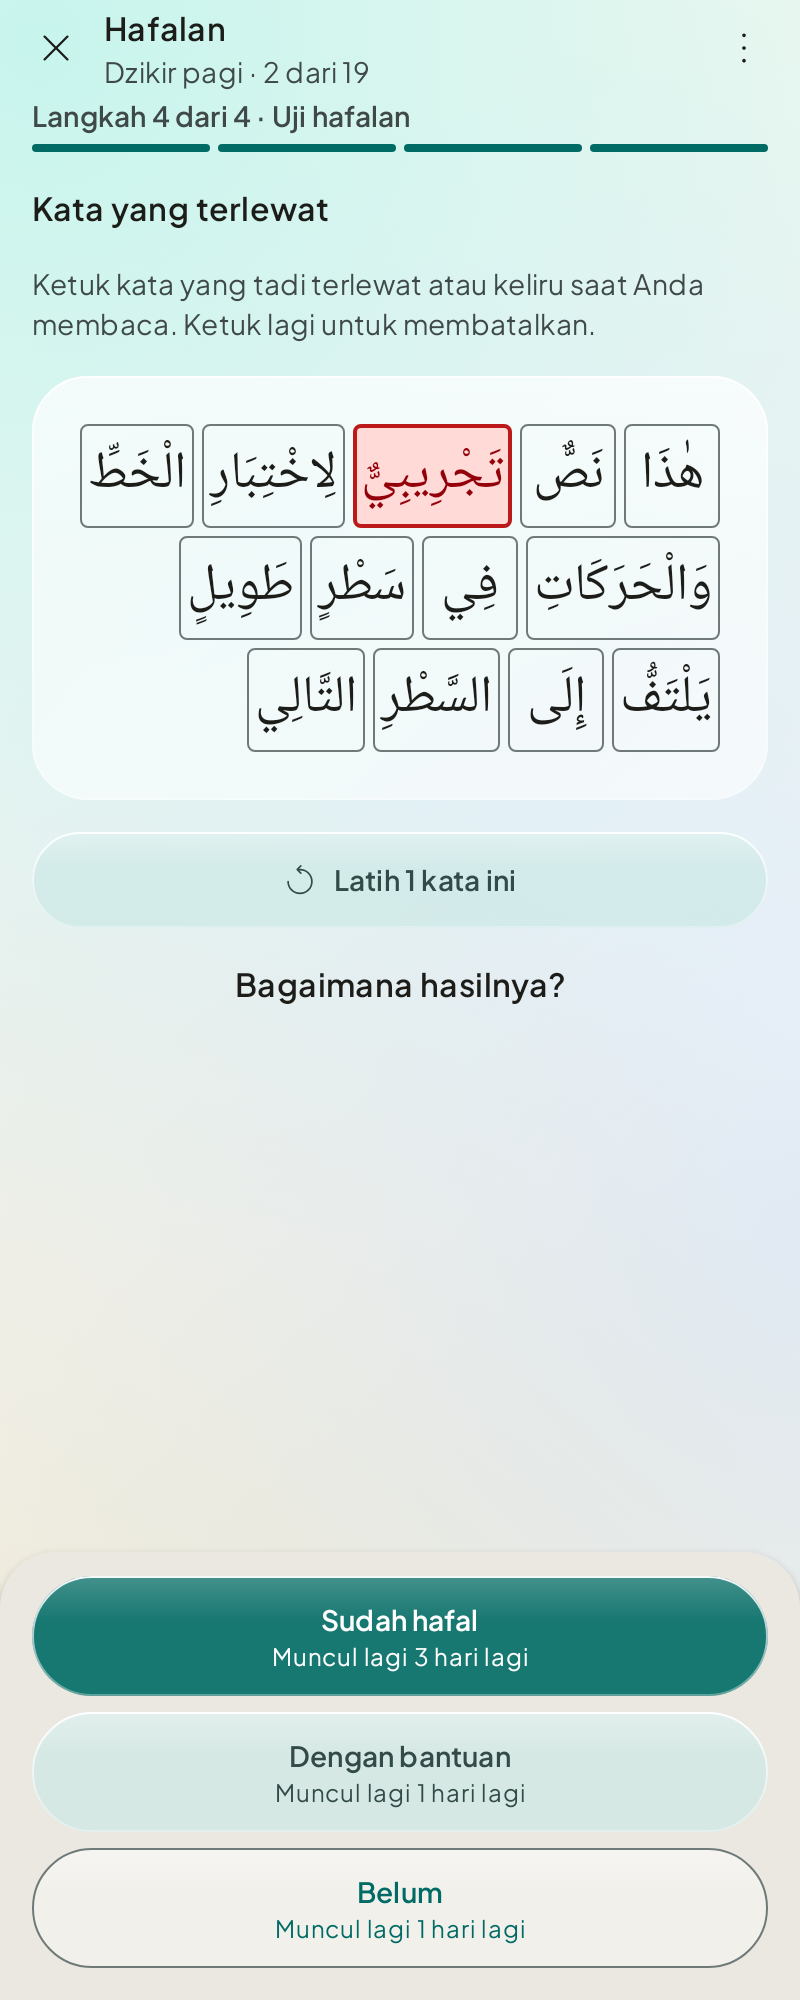 Hafalan
Dzikir pagi · 2 dari 19
Langkah 4 dari 4 · Uji hafalan
Kata yang terlewat
Ketuk kata yang tadi terlewat atau keliru saat Anda
membaca. Ketuk lagi untuk membatalkan.
هٰذَا نَصٌّ تَجْرِيبِيٌّ لِاخْتِبَارِ الْخَطِّ
وَالْحَرَكَاتِ فِي سَطْرٍ طَوِيلٍ
يَلْتَفُّ إِلَى السَّطْرِ التَّالِي
Latih 1 kata ini
Bagaimana hasilnya?
Sudah hafal
Muncul lagi 3 hari lagi
Dengan bantuan
Muncul lagi 1 hari lagi
Belum
Muncul lagi 1 hari lagi